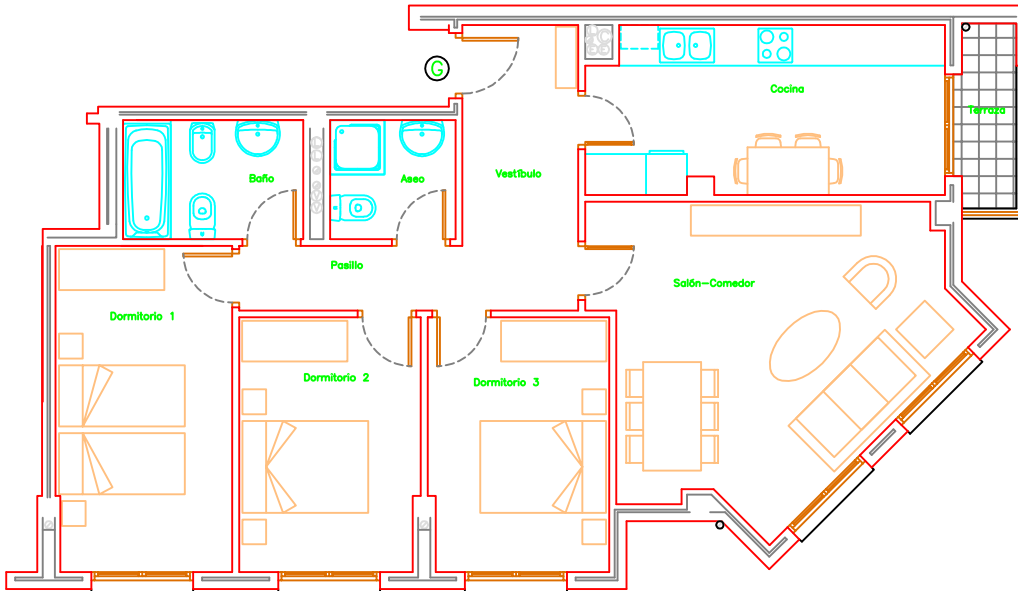 G
Cocina
Terraza
Baño
Aseo
Vestíbulo
Pasillo
Salón-Comedor
Dormitorio 1
Dormitorio 2
Dormitorio 3